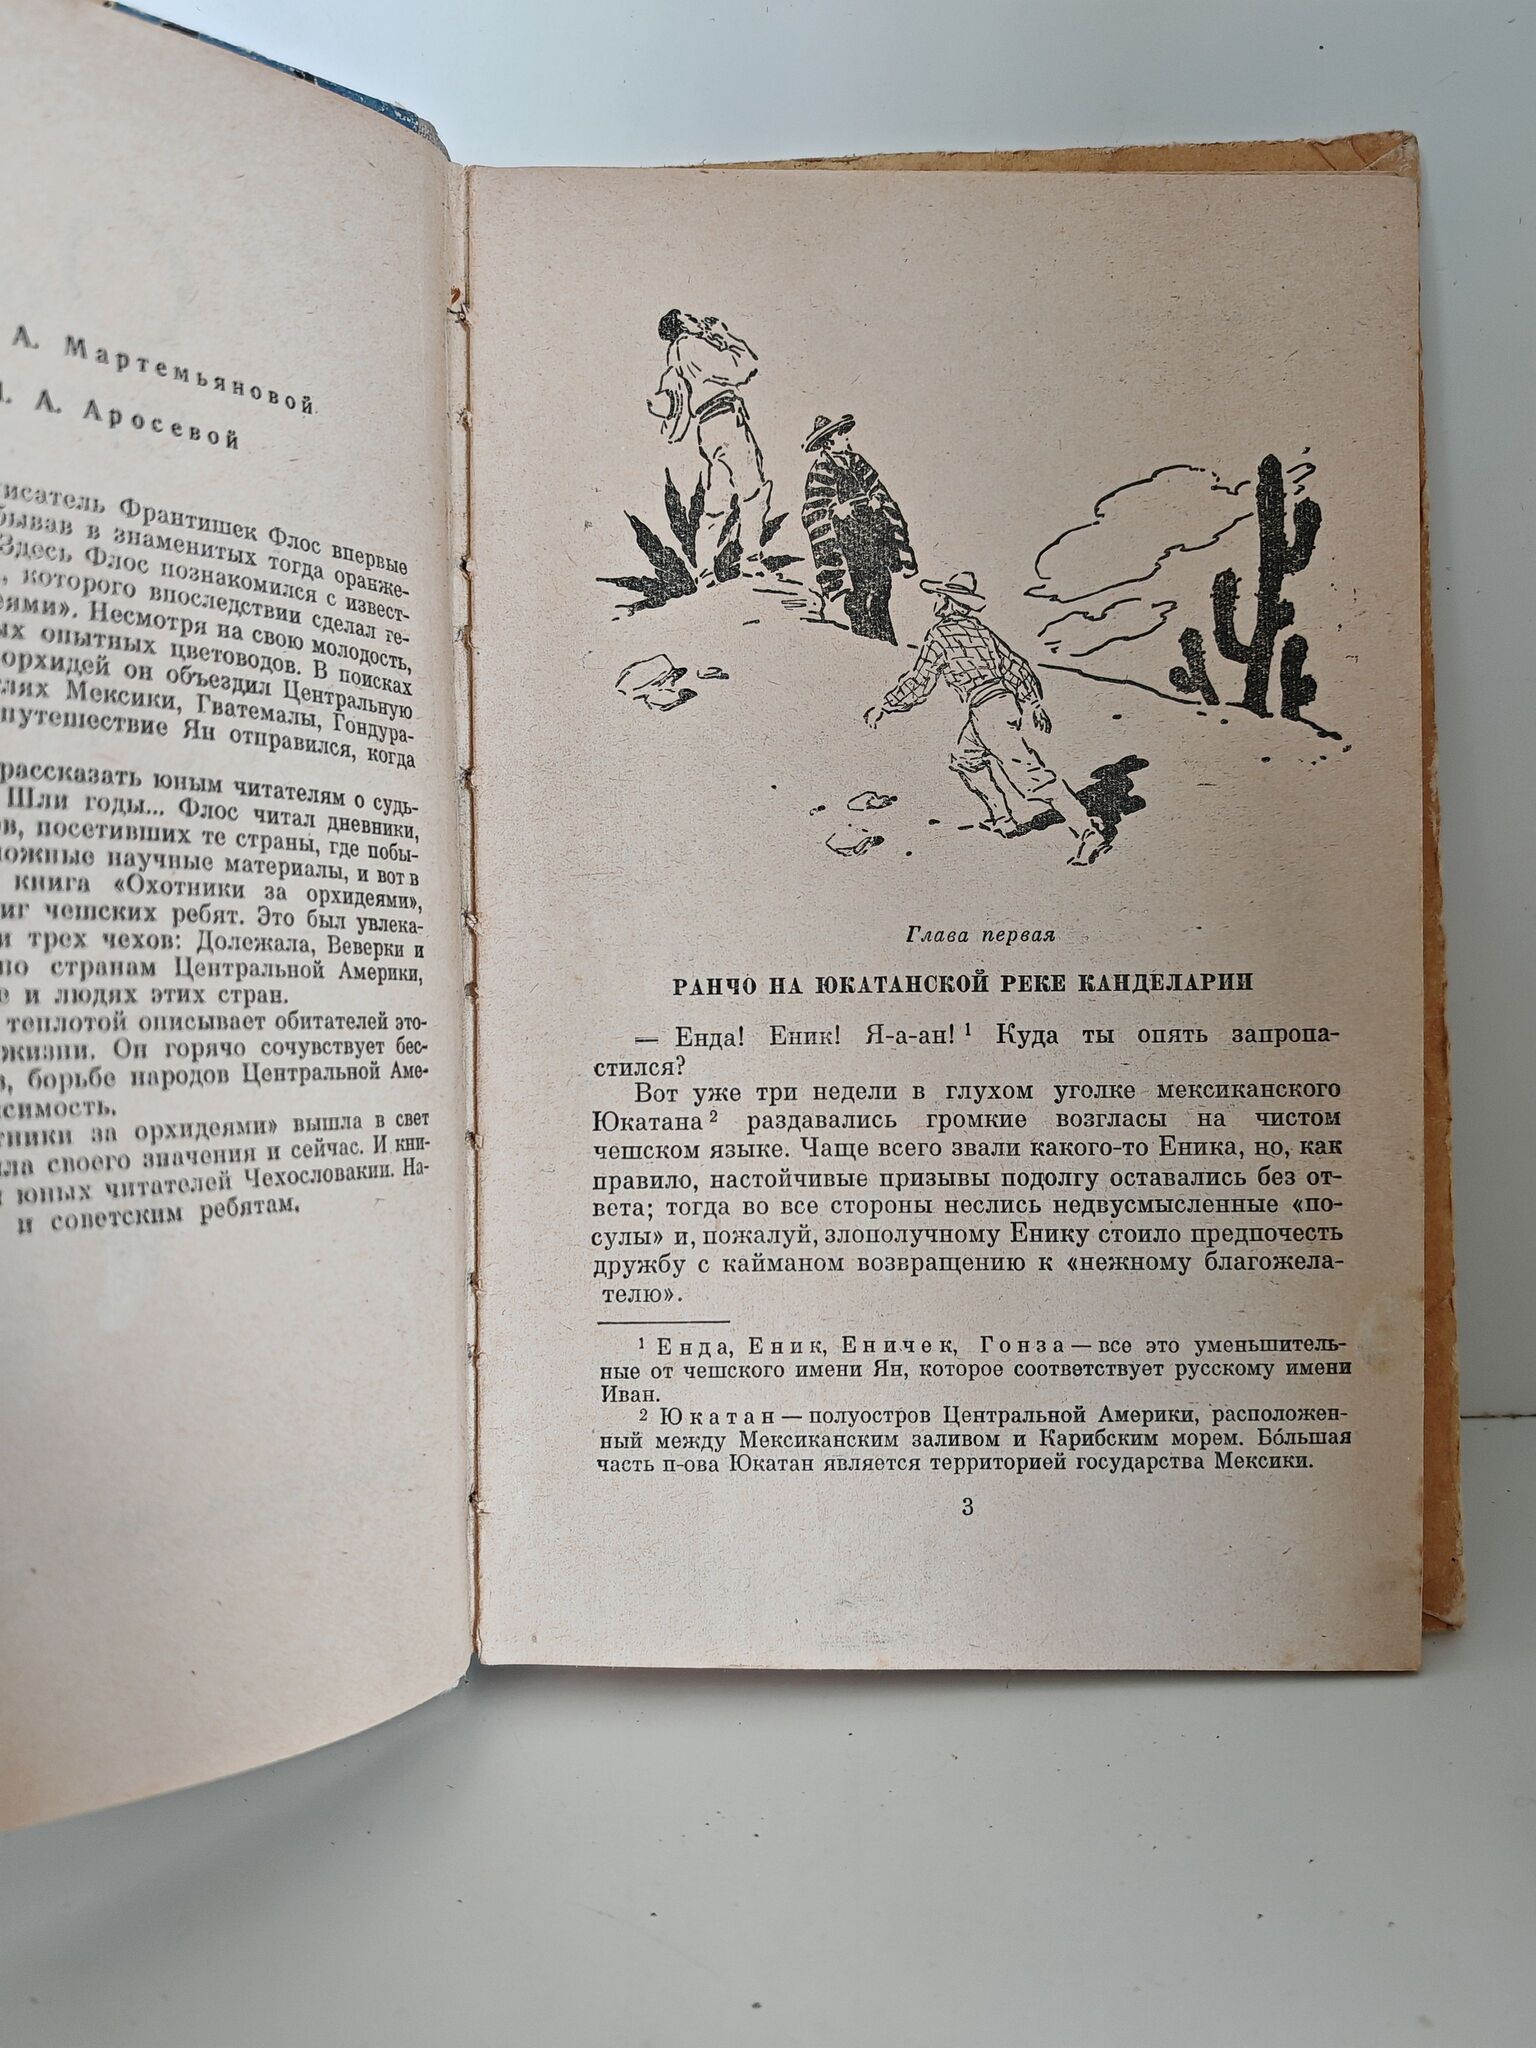 А. Мартемьяновой
А. Аросевой
Франтишек Флос впервые
в знаменитых тогда оранже-
Здесь Флос познакомился с извест-
которого впоследствии сделал ге-
Несмотря на свою молодость,
опытных цветоводов. В поисках
орхидей он объездил Центральную
Мексики, Гватемалы, Гондура-
путешествие Ян отправился, когда
рассказать юным читателям о судь-
Шли годы... Флос читал дневники,
посетивших те страны, где побы-
научные материалы, и вот в
книга «Охотники за орхидеями»,
чешских ребят. Это был увлека-
трех чехов: Долежала, Веверки и
по странам Центральной Америки,
и людях этих стран.
теплотой описывает обитателей это-
жизни. Он горячо сочувствует бес-
борьбе народов Центральной Аме-
за орхидеями» вышла в свет
своего значения и сейчас. И кни-
юных читателей Чехословакии. На-
и советским ребятам.
Глава первая
РАНЧО НА ЮКАТАНСКОЙ РЕКЕ КАНДЕЛАРИИ
— Енда! Еник! Я-а-ан! 1 Куда ты опять запропа-
стился?
Вот уже три недели в глухом уголке мексиканского
Юкатана 2 раздавались громкие возгласы на чистом
чешском языке. Чаще всего звали какого-то Еника, но, как
правило, настойчивые призывы подолгу оставались без от-
вета; тогда во все стороны неслись недвусмысленные «по-
сулы» и, пожалуй, злополучному Енику стоило предпочесть
дружбу с кайманом возвращению к «нежному благожела-
телю».
1 Енда, Еник, Еничек, Гонза — все это уменьшитель-
ные от чешского имени Ян, которое соответствует русскому имени
Иван.
2 Юкатан — полуостров Центральной Америки, расположен-
ный между Мексиканским заливом и Карибским морем. Бо́льшая
часть п-ова Юкатан является территорией государства Мексики.
3